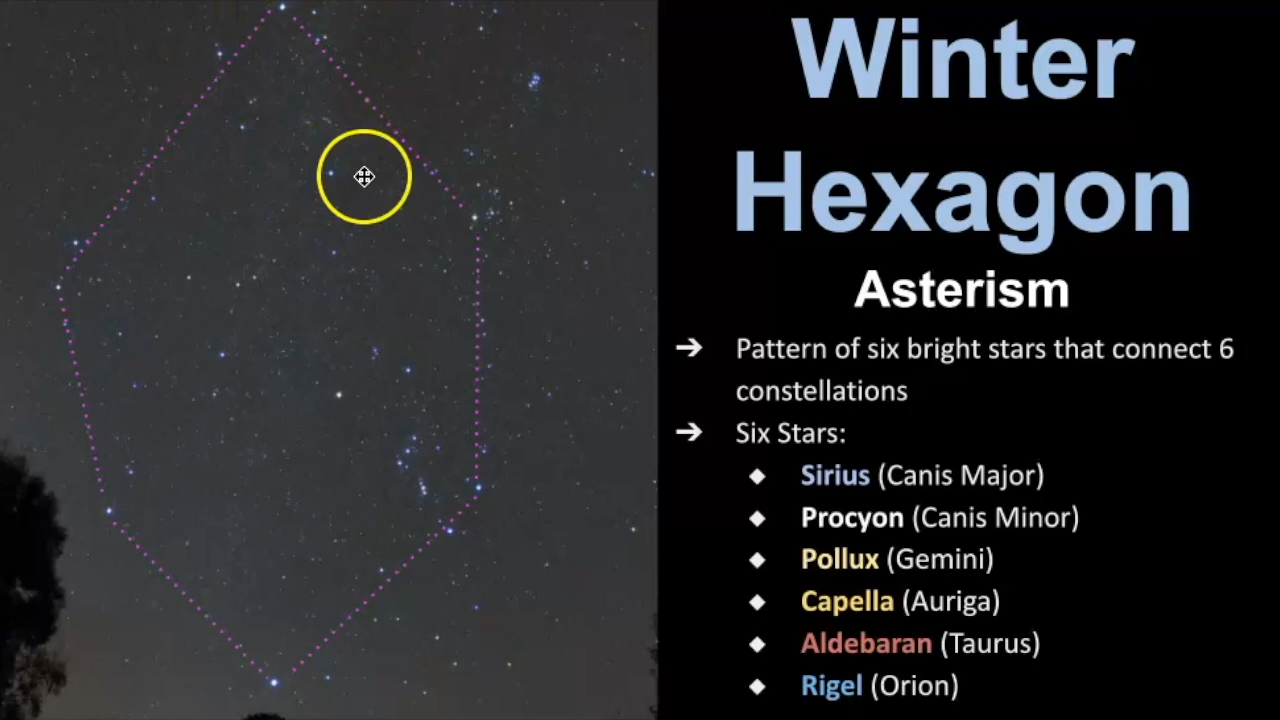 Winter
Hexagon
Asterism
➔ Pattern of six bright stars that connect 6
constellations
➔ Six Stars:
◆ Sirius (Canis Major)
◆ Procyon (Canis Minor)
◆ Pollux (Gemini)
◆ Capella (Auriga)
◆ Aldebaran (Taurus)
◆ Rigel (Orion)